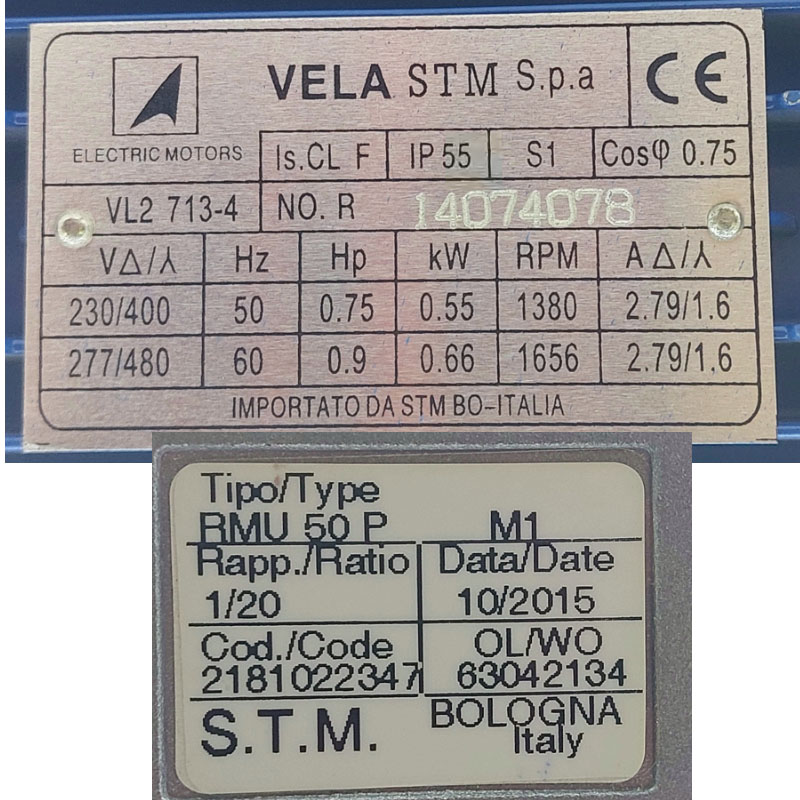 VELA STM S.p.a CE
ELECTRIC MOTORS Is.CL F IP 55 S1 Cosφ 0.75
VL2 713-4 NO. R 14074078
VΔ/⅄ Hz Hp kW RPM A Δ/⅄
230/400 50 0.75 0.55 1380 2.79/1.6
277/480 60 0.9 0.66 1656 2.79/1.6
IMPORTATO DA STM BO-ITALIA
Tipo/Type
RMU 50 P M1
Rapp./Ratio Data/Date
1/20 10/2015
Cod./Code OL/WO
2181022347 63042134
S.T.M. BOLOGNA
Italy